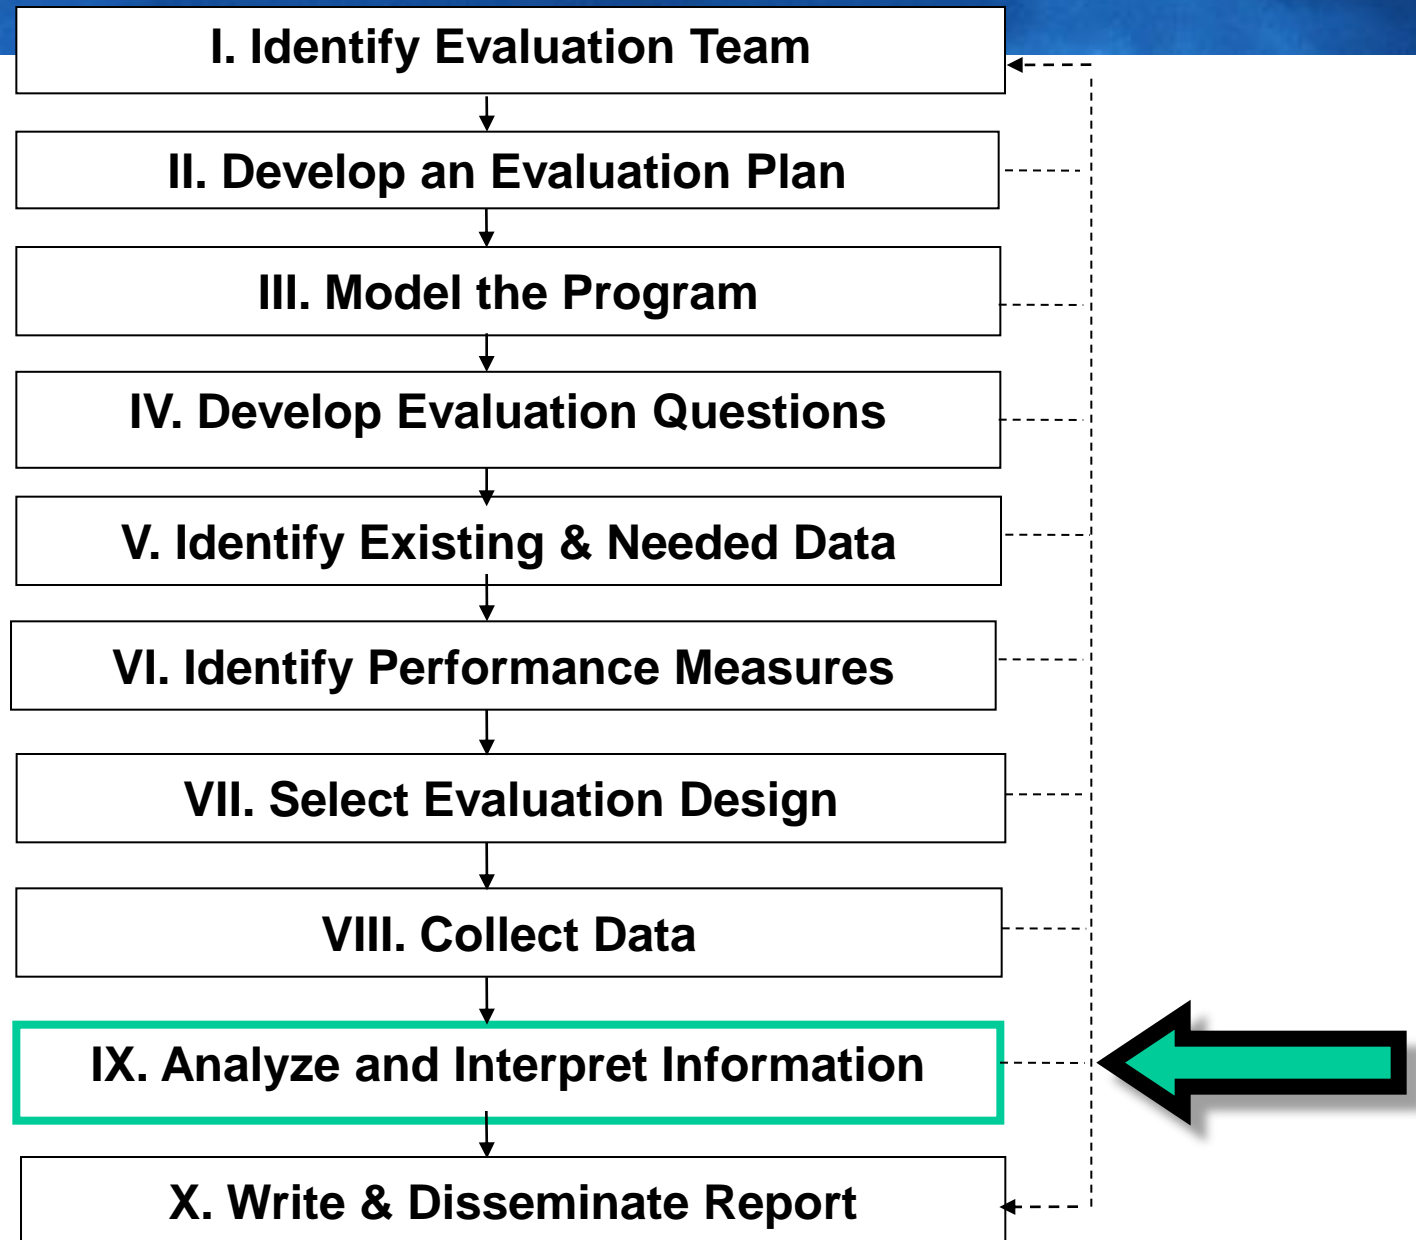 I. Identify Evaluation Team
II. Develop an Evaluation Plan
III. Model the Program
IV. Develop Evaluation Questions
V. Identify Existing & Needed Data
VI. Identify Performance Measures
VII. Select Evaluation Design
VIII. Collect Data
IX. Analyze and Interpret Information
X. Write & Disseminate Report